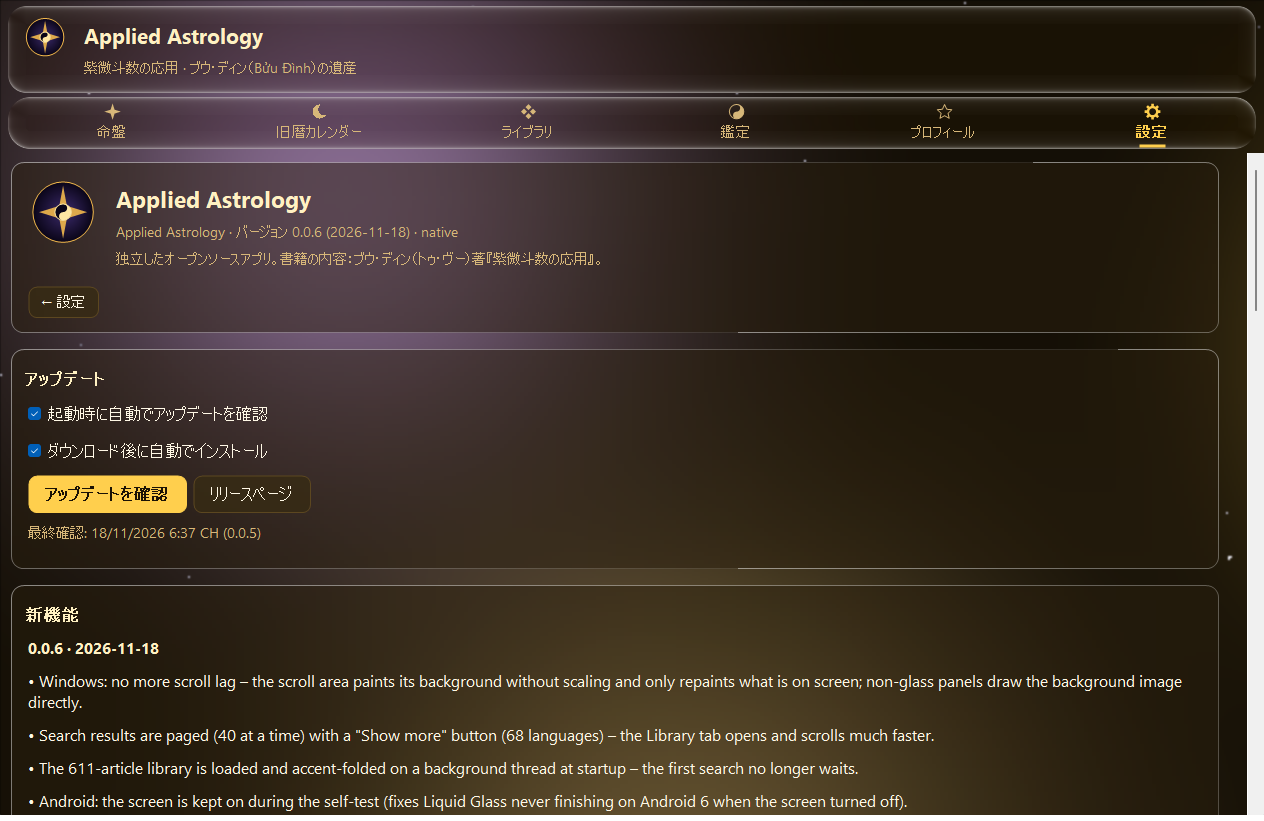 Applied Astrology
紫微斗数の応用 · ブウ·ディン(Bửu Đình)の遺産
命盤
旧暦カレンダー
ライブラリ
鑑定
プロフィール
設定
Applied Astrology
Applied Astrology · バージョン 0.0.6 (2026-11-18) · native
独立したオープンソースアプリ。書籍の内容：ブウ·ディン(トゥ·ヴー)著『紫微斗数の応用』。
← 設定
アップデート
起動時に自動でアップデートを確認
ダウンロード後に自動でインストール
アップデートを確認
リリースページ
最終確認: 18/11/2026 6:37 CH (0.0.5)
新機能
0.0.6 · 2026-11-18
• Windows: no more scroll lag – the scroll area paints its background without scaling and only repaints what is on screen; non-glass panels draw the background image
directly.
• Search results are paged (40 at a time) with a "Show more" button (68 languages) – the Library tab opens and scrolls much faster.
• The 611-article library is loaded and accent-folded on a background thread at startup – the first search no longer waits.
• Android: the screen is kept on during the self-test (fixes Liquid Glass never finishing on Android 6 when the screen turned off).